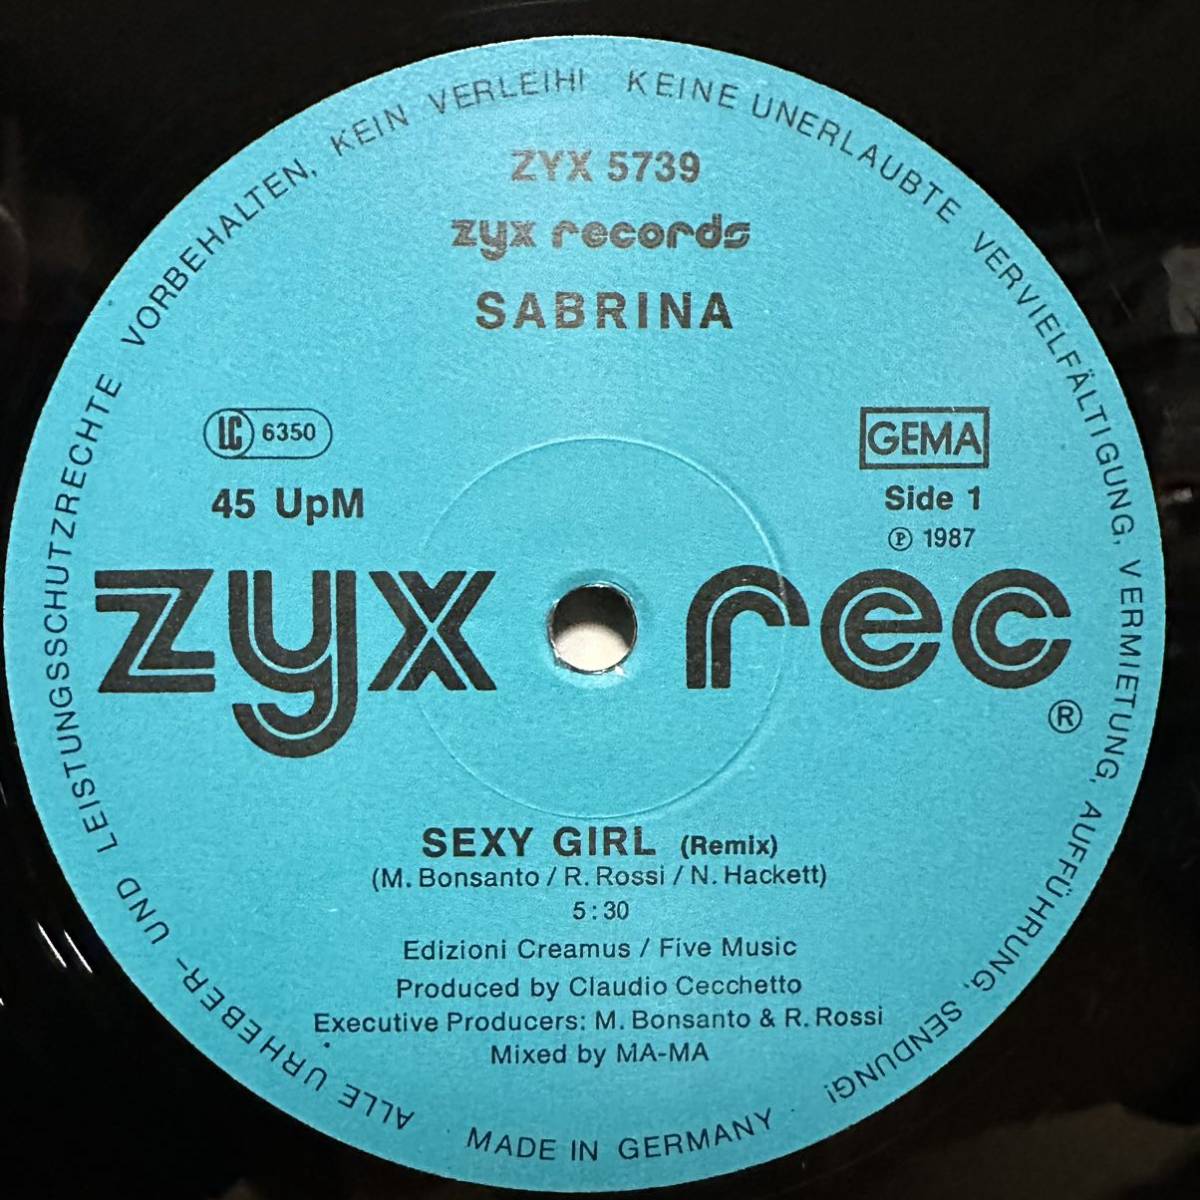 ALLE URHEBER- UND LEISTUNGSSCHUTZRECHTE VORBEHALTEN, KEIN VERLEIH! KEINE UNERLAUBTE VERVIELFÄLTIGUNG, VERMIETUNG, AUFFÜHRUNG, SENDUNG!
ZYX 5739
zyx records
SABRINA
LC 6350
GEMA
45 UpM
Side 1
℗ 1987
zyx rec ®
SEXY GIRL (Remix)
(M. Bonsanto / R. Rossi / N. Hackett)
5:30
Edizioni Creamus / Five Music
Produced by Claudio Cecchetto
Executive Producers: M. Bonsanto & R. Rossi
Mixed by MA-MA
MADE IN GERMANY